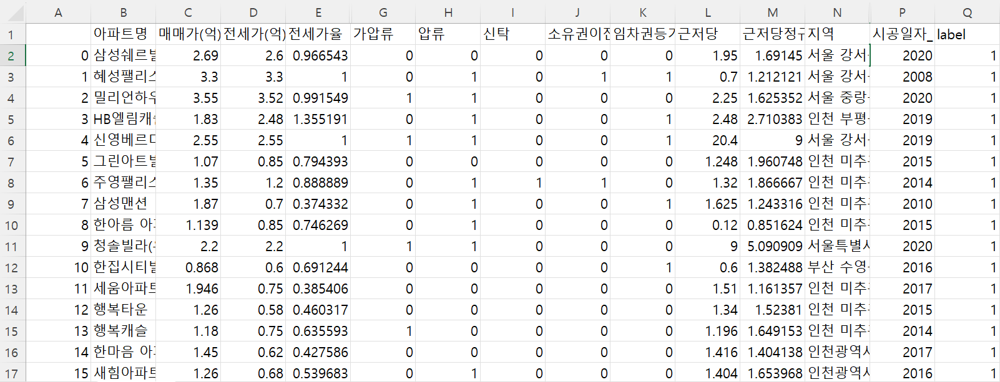 A B C D E G H I J K L M N P Q
1 아파트명 매매가(억) 전세가(억) 전세가율 가압류 압류 신탁 소유권이전 임차권등기 근저당 근저당정규 지역 시공일자_ label
2 0 삼성쉐르빌 2.69 2.6 0.966543 0 0 0 0 0 1.95 1.69145 서울 강서 2020 1
3 1 혜성팰리스 3.3 3.3 1 0 1 0 1 1 0.7 1.212121 서울 강서 2008 1
4 2 밀리언하우 3.55 3.52 0.991549 1 1 0 0 0 2.25 1.625352 서울 중랑 2020 1
5 3 HB엘림캐슬 1.83 2.48 1.355191 0 1 0 0 1 2.48 2.710383 인천 부평 2019 1
6 4 신영베르디 2.55 2.55 1 1 1 0 0 1 20.4 9 서울 강서 2019 1
7 5 그린아트빌 1.07 0.85 0.794393 0 0 0 0 0 1.248 1.960748 인천 미추 2015 1
8 6 주영팰리스 1.35 1.2 0.888889 0 1 1 1 0 1.32 1.866667 인천 미추 2014 1
9 7 삼성맨션 1.87 0.7 0.374332 0 1 0 0 1 1.625 1.243316 인천 미추 2010 1
10 8 한아름 아파 1.139 0.85 0.746269 0 1 0 0 0 0.12 0.851624 인천 미추 2015 1
11 9 청솔빌라( 2.2 2.2 1 1 1 0 0 0 9 5.090909 서울특별시 2020 1
12 10 한집시티빌 0.868 0.6 0.691244 0 0 0 0 1 0.6 1.382488 부산 수영 2016 1
13 11 세움아파트 1.946 0.75 0.385406 0 0 0 0 0 1.51 1.161357 인천 미추 2017 1
14 12 행복타운 1.26 0.58 0.460317 0 0 0 0 0 1.34 1.52381 인천 미추 2015 1
15 13 행복캐슬 1.18 0.75 0.635593 1 0 0 0 0 1.196 1.649153 인천 미추 2014 1
16 14 한마음 아파 1.45 0.62 0.427586 0 0 0 0 0 1.416 1.404138 인천광역시 2017 1
17 15 새힘아파트 1.26 0.68 0.539683 0 1 0 0 0 1.404 1.653968 인천광역시 2016 1